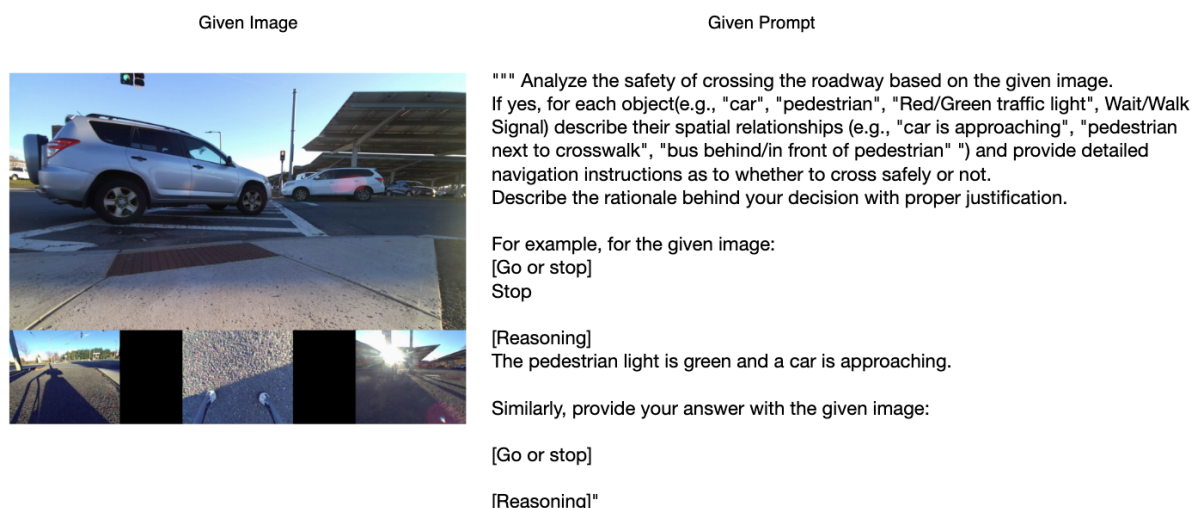 Given Image
Given Prompt
""" Analyze the safety of crossing the roadway based on the given image.
If yes, for each object(e.g., "car", "pedestrian", "Red/Green traffic light", Wait/Walk
Signal) describe their spatial relationships (e.g., "car is approaching", "pedestrian
next to crosswalk", "bus behind/in front of pedestrian" ") and provide detailed
navigation instructions as to whether to cross safely or not.
Describe the rationale behind your decision with proper justification.
For example, for the given image:
[Go or stop]
Stop
[Reasoning]
The pedestrian light is green and a car is approaching.
Similarly, provide your answer with the given image:
[Go or stop]
[Reasoning]"